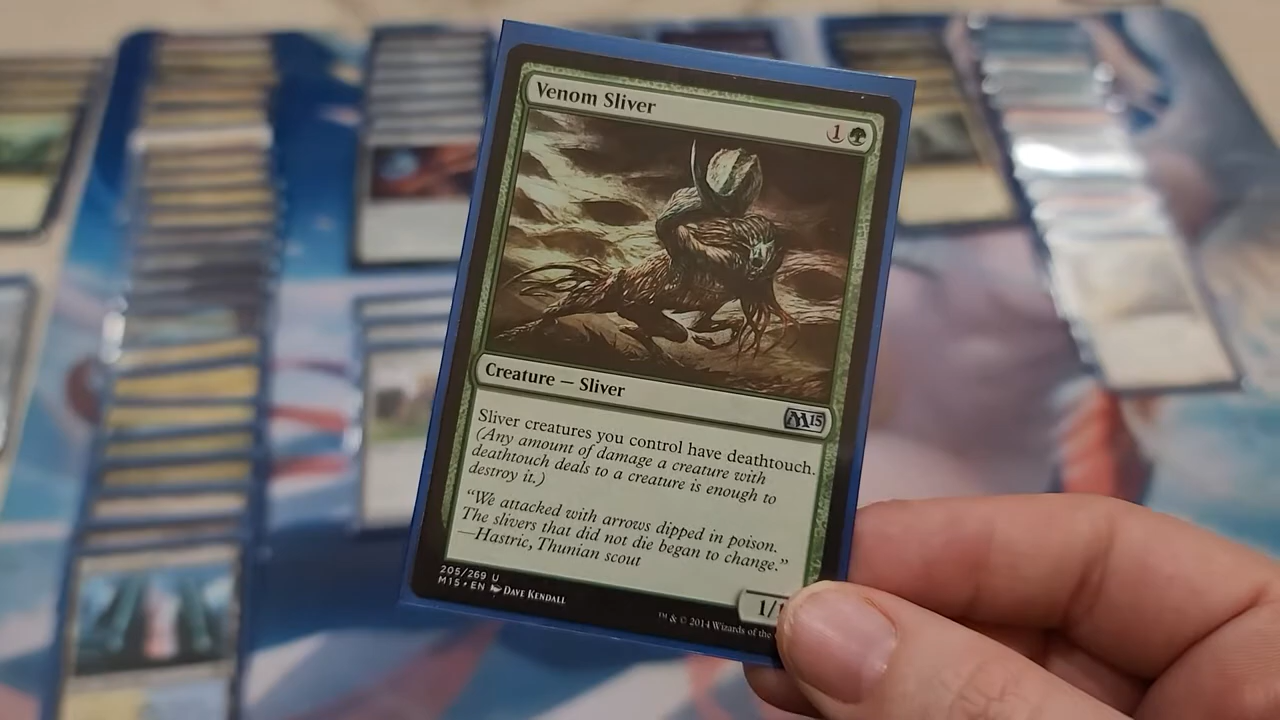 Venom Sliver
1
Creature — Sliver
M15
Sliver creatures you control have deathtouch.
(Any amount of damage a creature with
deathtouch deals to a creature is enough to
destroy it.)
“We attacked with arrows dipped in poison.
The slivers that did not die began to change.”
—Hastric, Thunian scout
205/269 U
M15 • EN DAVE KENDALL
1/
™ & © 2014 Wizards of the